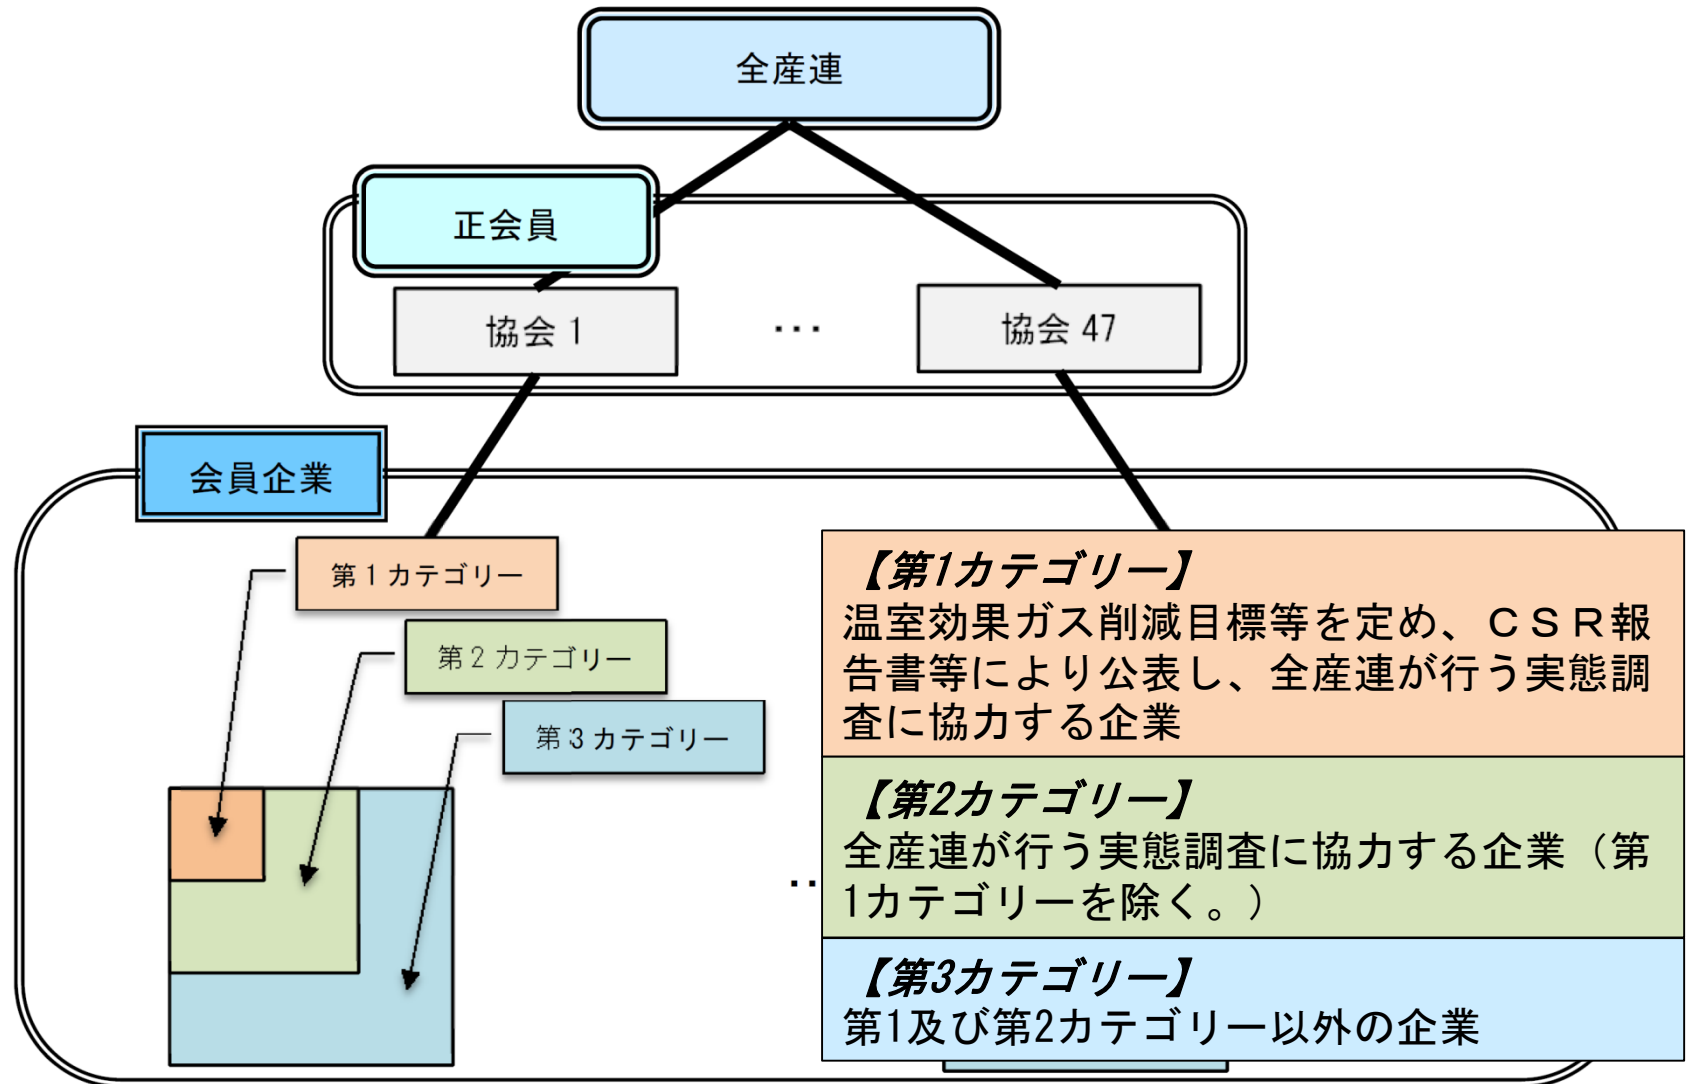 全産連
正会員
協会 1
･･･
協会 47
会員企業
第 1 カテゴリー
第 2 カテゴリー
第 3 カテゴリー
･･
【第1カテゴリー】
温室効果ガス削減目標等を定め、ＣＳＲ報
告書等により公表し、全産連が行う実態調
査に協力する企業
【第2カテゴリー】
全産連が行う実態調査に協力する企業（第
1カテゴリーを除く。）
【第3カテゴリー】
第1及び第2カテゴリー以外の企業